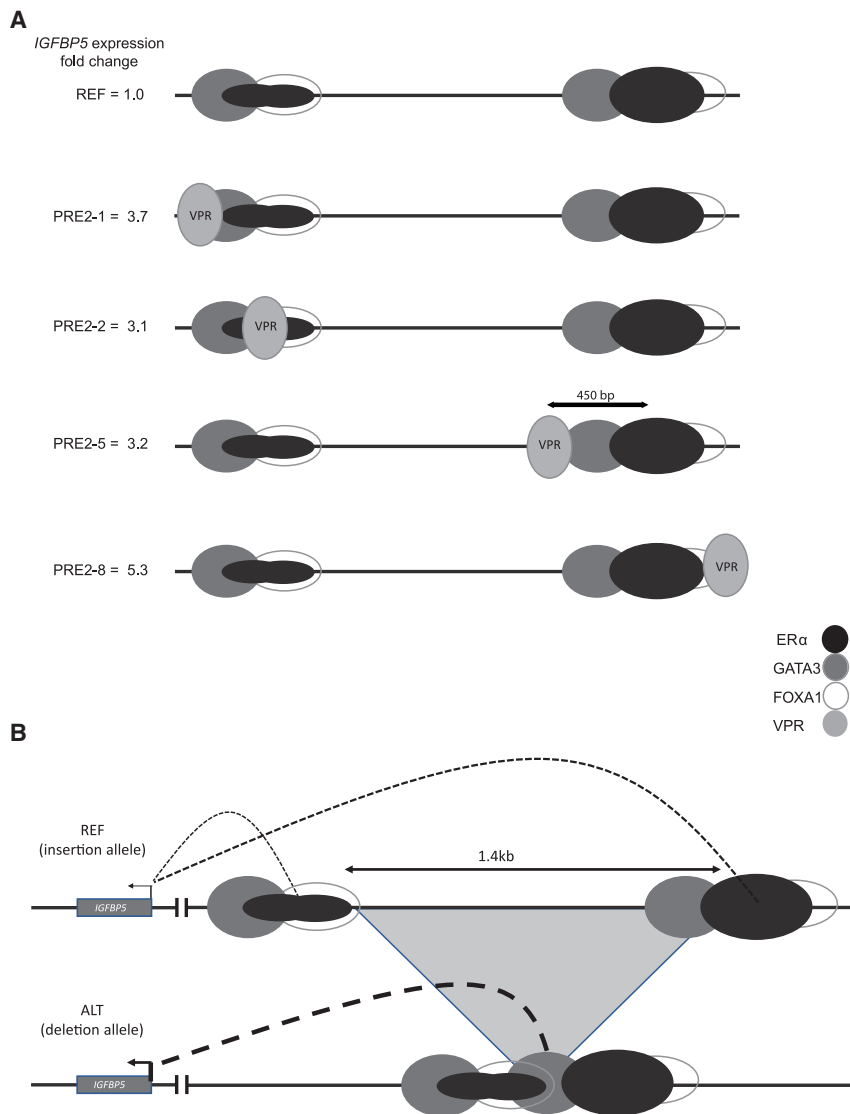 A
IGFBP5 expression
fold change
REF = 1.0
PRE2-1 = 3.7
VPR
PRE2-2 = 3.1
VPR
450 bp
PRE2-5 = 3.2
VPR
PRE2-8 = 5.3
VPR
ERα
GATA3
FOXA1
VPR
B
REF
(insertion allele)
1.4kb
IGFBP5
ALT
(deletion allele)
IGFBP5